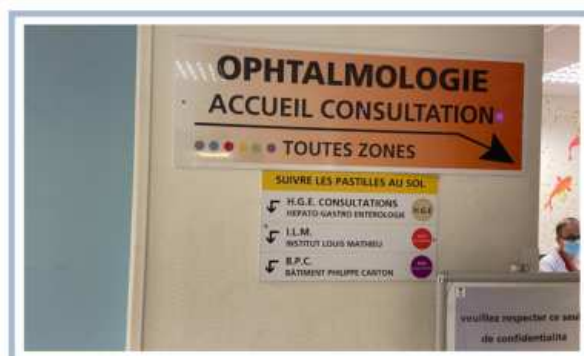 OPHTALMOLOGIE
ACCUEIL CONSULTATION
TOUTES ZONES
SUIVRE LES PASTILLES AU SOL
H.G.E. CONSULTATIONS
HEPATO-GASTRO ENTEROLOGIE
H.G.E
I.L.M.
INSTITUT LOUIS MATHIEU
B.P.C.
BÂTIMENT PHILIPPE CANTON
veuillez respecter ce seuil
de confidentialité